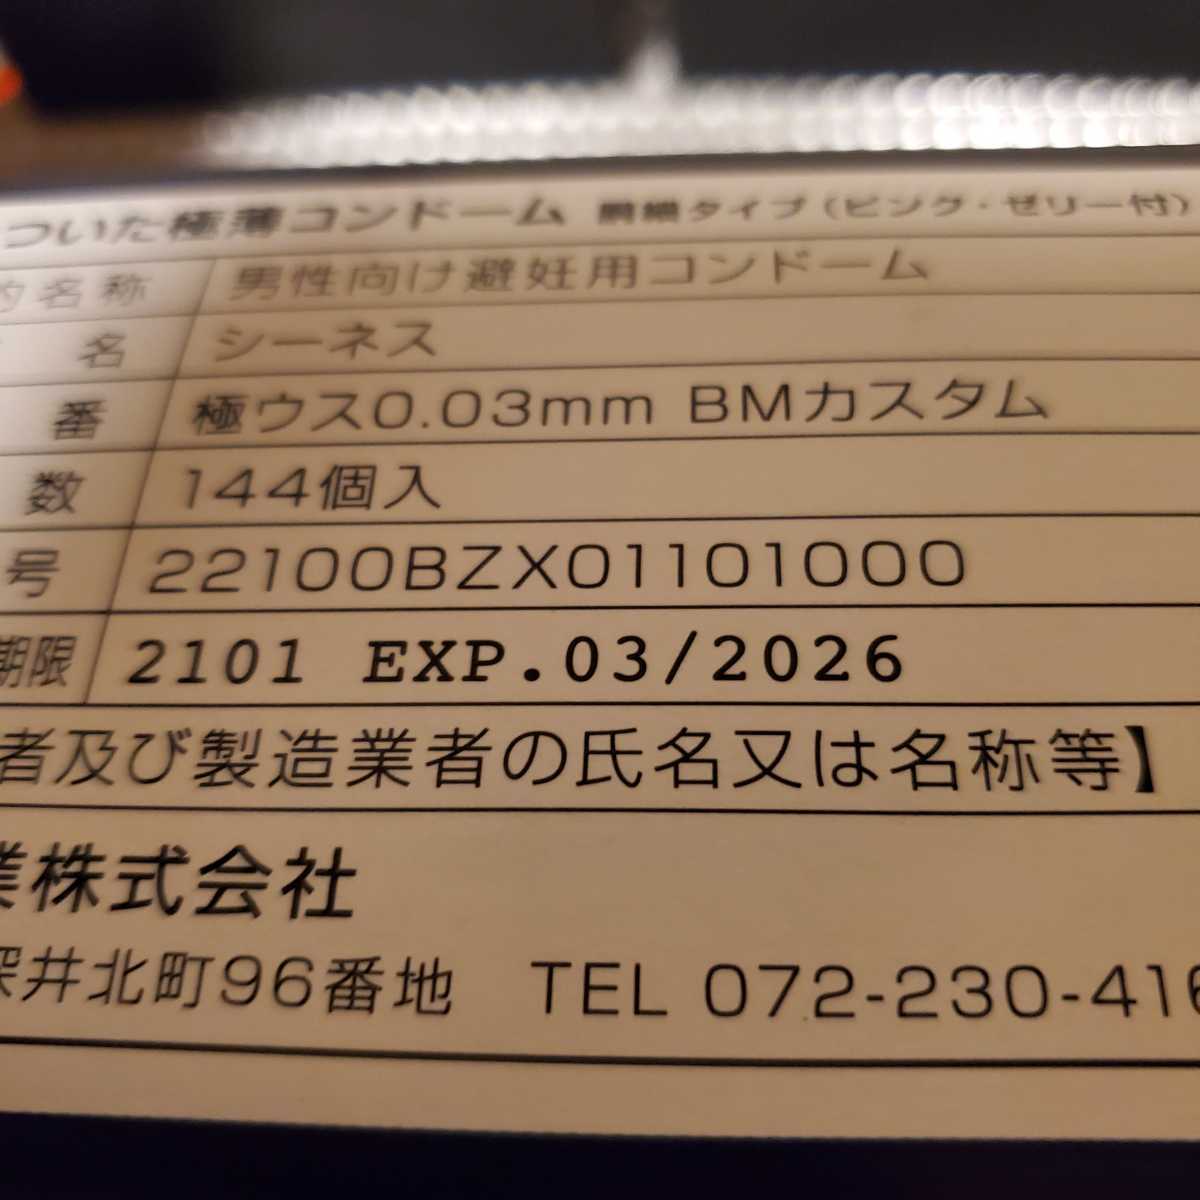 ついた極薄コンドーム 胴細タイプ(ピンク・ゼリー付)
的名称 男性向け避妊用コンドーム
名 シーネス
番 極ウス0.03mm BMカスタム
数 144個入
号 22100BZX01101000
期限 2101 EXP.03/2026
者及び製造業者の氏名又は名称等】
業株式会社
深井北町96番地 TEL 072-230-416